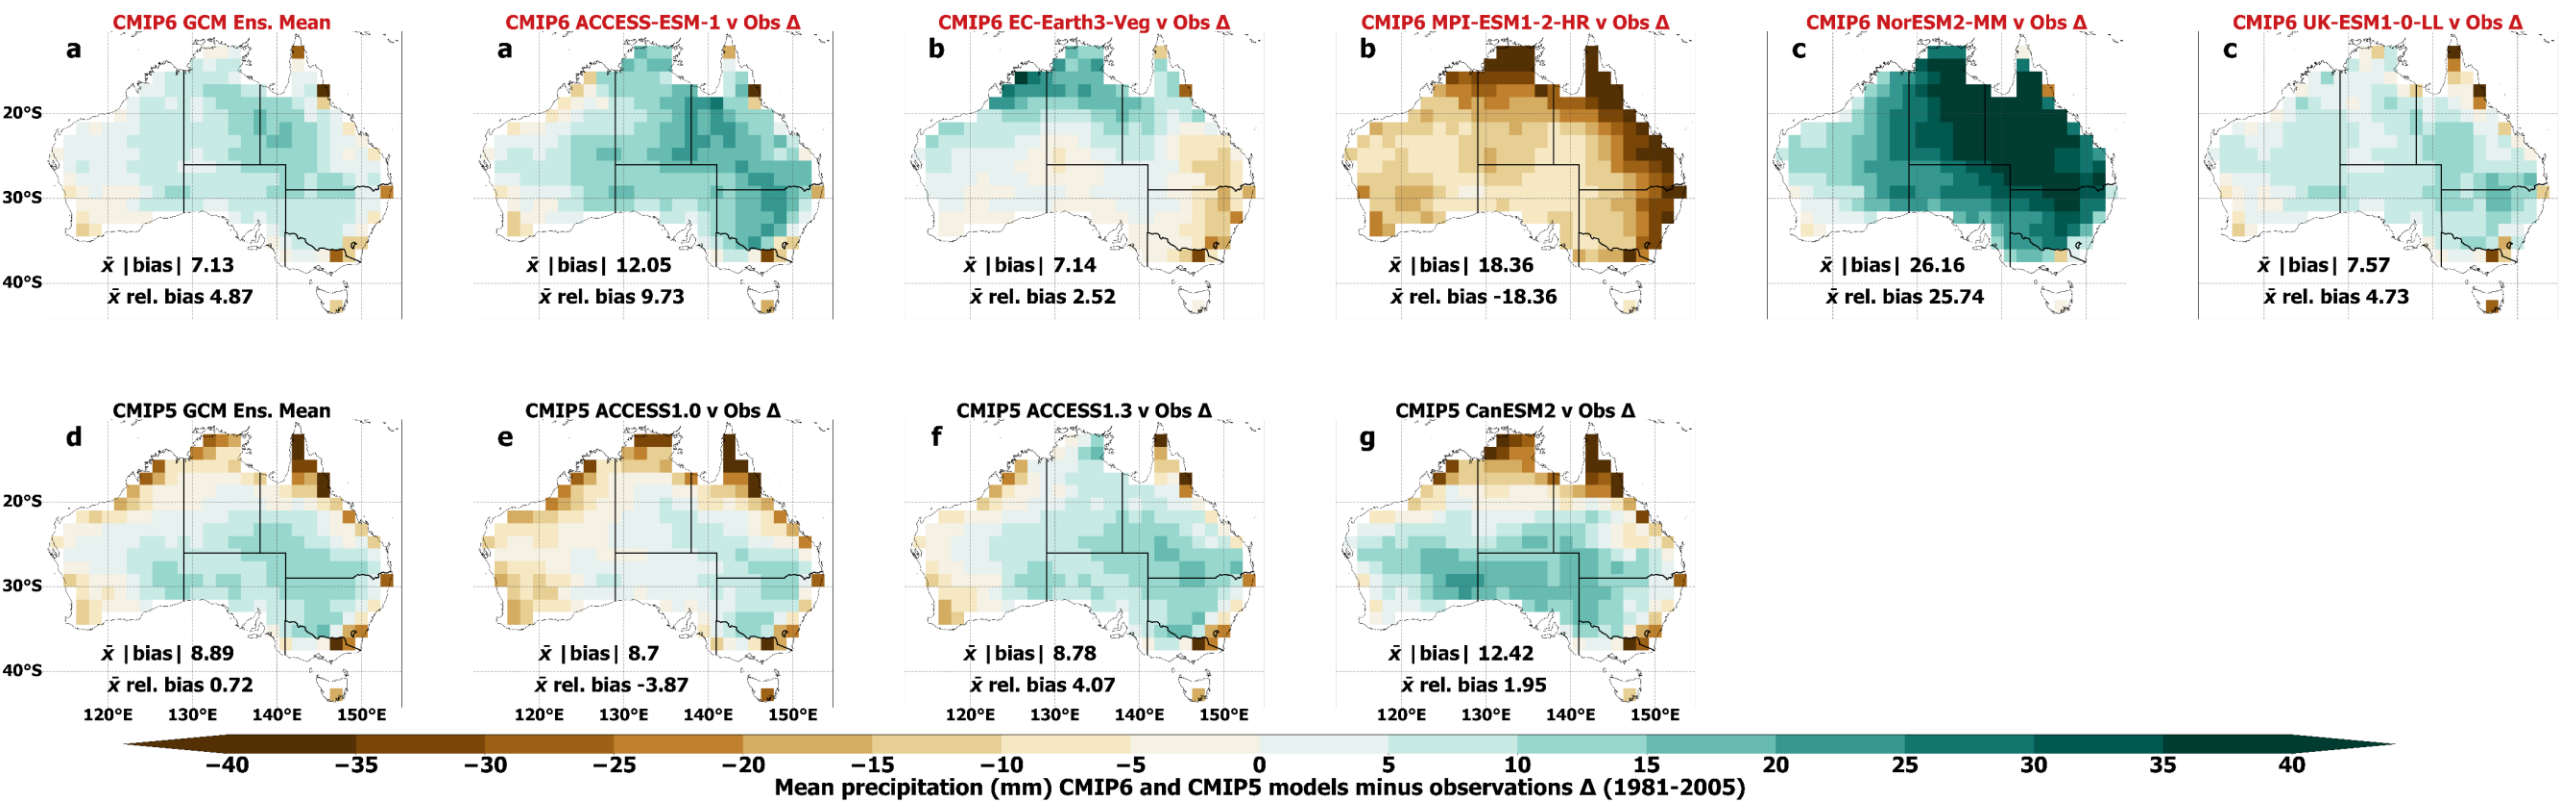 CMIP6 GCM Ens. Mean
CMIP6 ACCESS-ESM-1 v Obs Δ
CMIP6 EC-Earth3-Veg v Obs Δ
CMIP6 MPI-ESM1-2-HR v Obs Δ
CMIP6 NorESM2-MM v Obs Δ
CMIP6 UK-ESM1-0-LL v Obs Δ
a
a
b
b
c
c
20°S
30°S
40°S
x̄ |bias| 7.13
x̄ rel. bias 4.87
x̄ |bias| 12.05
x̄ rel. bias 9.73
x̄ |bias| 7.14
x̄ rel. bias 2.52
x̄ |bias| 18.36
x̄ rel. bias -18.36
x̄ |bias| 26.16
x̄ rel. bias 25.74
x̄ |bias| 7.57
x̄ rel. bias 4.73
CMIP5 GCM Ens. Mean
CMIP5 ACCESS1.0 v Obs Δ
CMIP5 ACCESS1.3 v Obs Δ
CMIP5 CanESM2 v Obs Δ
d
e
f
g
20°S
30°S
40°S
x̄ |bias| 8.89
x̄ rel. bias 0.72
x̄ |bias| 8.7
x̄ rel. bias -3.87
x̄ |bias| 8.78
x̄ rel. bias 4.07
x̄ |bias| 12.42
x̄ rel. bias 1.95
120°E 130°E 140°E 150°E
120°E 130°E 140°E 150°E
120°E 130°E 140°E 150°E
120°E 130°E 140°E 150°E
−40 −35 −30 −25 −20 −15 −10 −5 0 5 10 15 20 25 30 35 40
Mean precipitation (mm) CMIP6 and CMIP5 models minus observations Δ (1981-2005)